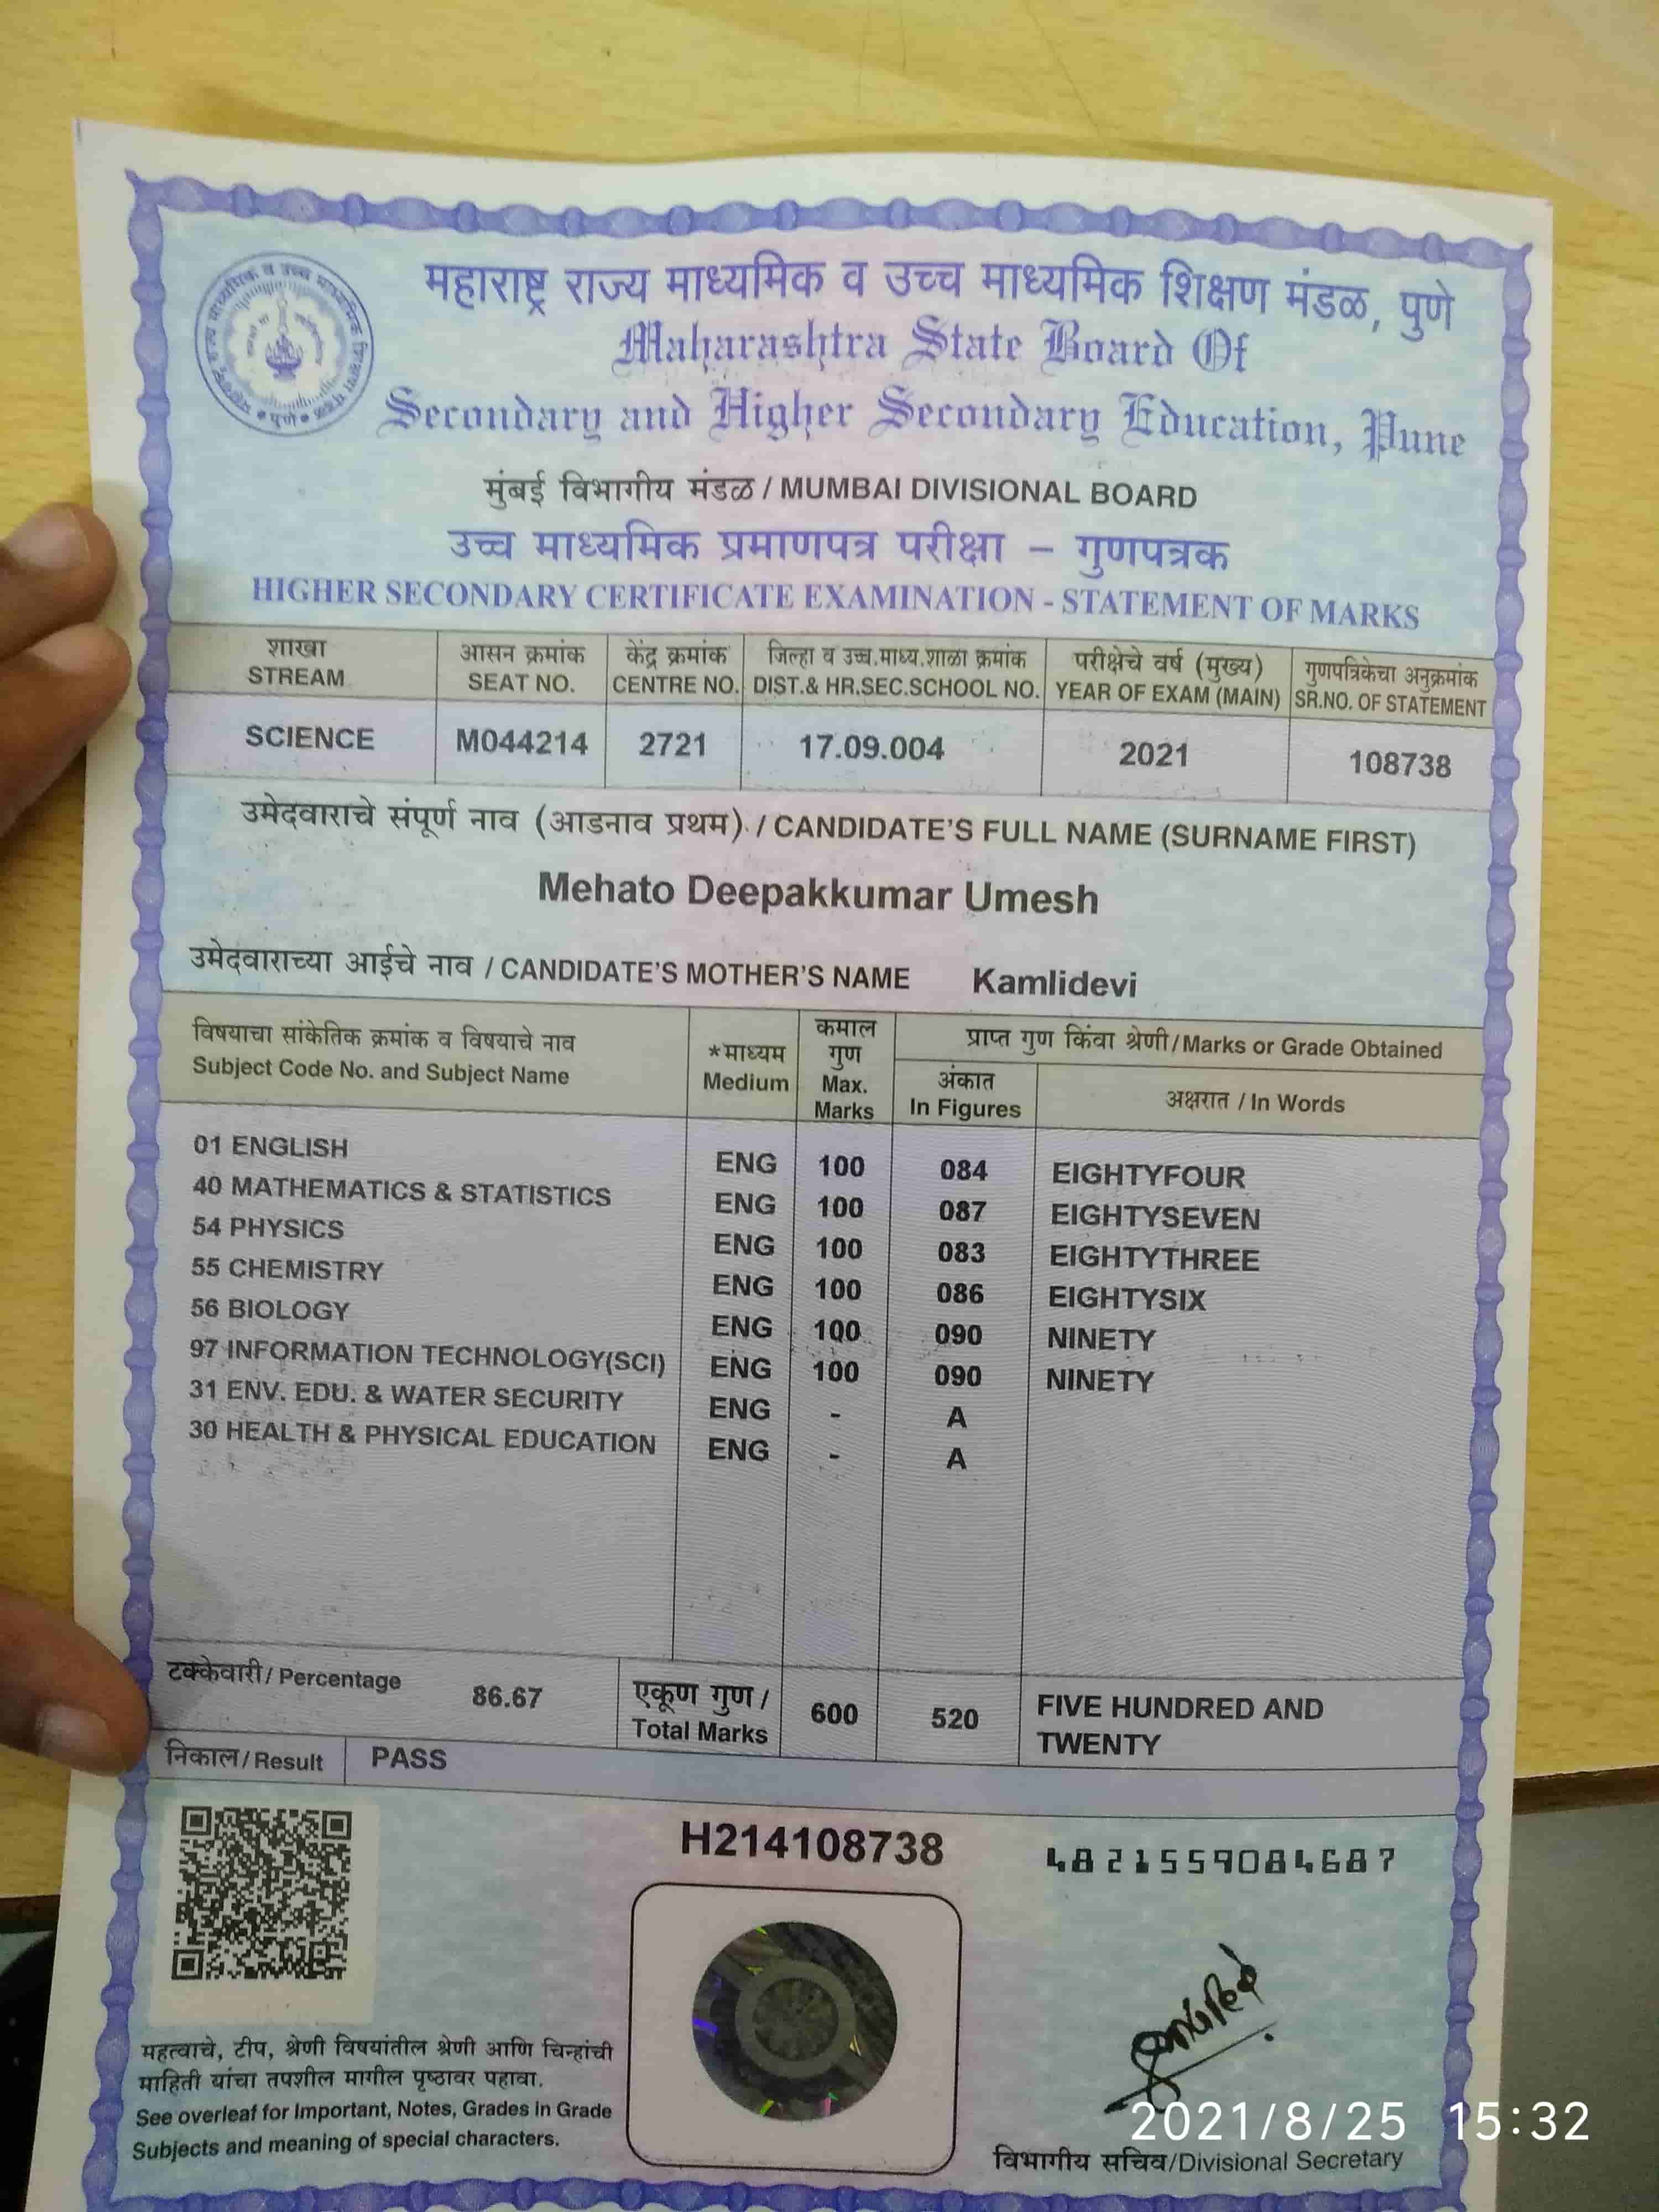 महाराष्ट्र राज्य माध्यमिक व उच्च माध्यमिक शिक्षण मंडळ, पुणे
Maharashtra State Board Of
Secondary and Higher Secondary Education, Pune
मुंबई विभागीय मंडळ / MUMBAI DIVISIONAL BOARD
उच्च माध्यमिक प्रमाणपत्र परीक्षा – गुणपत्रक
HIGHER SECONDARY CERTIFICATE EXAMINATION - STATEMENT OF MARKS
शाखा आसन क्रमांक केंद्र क्रमांक जिल्हा व उच्च.माध्य.शाळा क्रमांक परीक्षेचे वर्ष (मुख्य) गुणपत्रिकेचा अनुक्रमांक
STREAM SEAT NO. CENTRE NO. DIST.& HR.SEC.SCHOOL NO. YEAR OF EXAM (MAIN) SR.NO. OF STATEMENT
SCIENCE M044214 2721 17.09.004 2021 108738
उमेदवाराचे संपूर्ण नाव (आडनाव प्रथम) / CANDIDATE'S FULL NAME (SURNAME FIRST)
Mehato Deepakkumar Umesh
उमेदवाराच्या आईचे नाव / CANDIDATE'S MOTHER'S NAME Kamlidevi
विषयाचा सांकेतिक क्रमांक व विषयाचे नाव
Subject Code No. and Subject Name
*माध्यम
Medium
कमाल
गुण
Max.
Marks
प्राप्त गुण किंवा श्रेणी/Marks or Grade Obtained
अंकात
In Figures
अक्षरात / In Words
01 ENGLISH ENG 100 084 EIGHTYFOUR
40 MATHEMATICS & STATISTICS ENG 100 087 EIGHTYSEVEN
54 PHYSICS ENG 100 083 EIGHTYTHREE
55 CHEMISTRY ENG 100 086 EIGHTYSIX
56 BIOLOGY ENG 100 090 NINETY
97 INFORMATION TECHNOLOGY(SCI) ENG 100 090 NINETY
31 ENV. EDU. & WATER SECURITY ENG - A
30 HEALTH & PHYSICAL EDUCATION ENG - A
टक्केवारी/ Percentage 86.67
एकूण गुण /
Total Marks
600 520 FIVE HUNDRED AND
TWENTY
निकाल/Result PASS
H214108738
4821559084687
महत्वाचे, टीप, श्रेणी विषयांतील श्रेणी आणि चिन्हांची
माहिती यांचा तपशील मागील पृष्ठावर पहावा.
See overleaf for Important, Notes, Grades in Grade
Subjects and meaning of special characters.
2021/8/25 15:32
विभागीय सचिव/Divisional Secretary